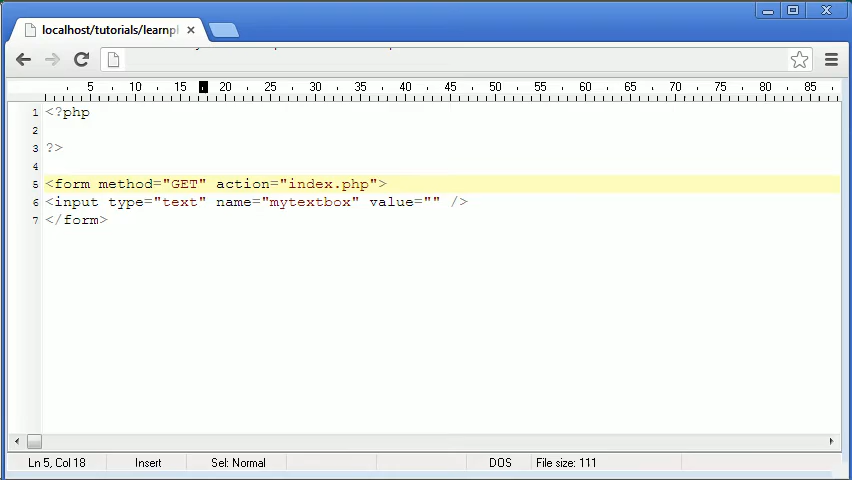 localhost/tutorials/learnpl
5 10 15 20 25 30 35 40 45 50 55 60 65 70 75 80 85
1 <?php
2
3 ?>
4
5 <form method="GET" action="index.php">
6 <input type="text" name="mytextbox" value="" />
7 </form>
Ln 5, Col 18 Insert Sel: Normal DOS File size: 111